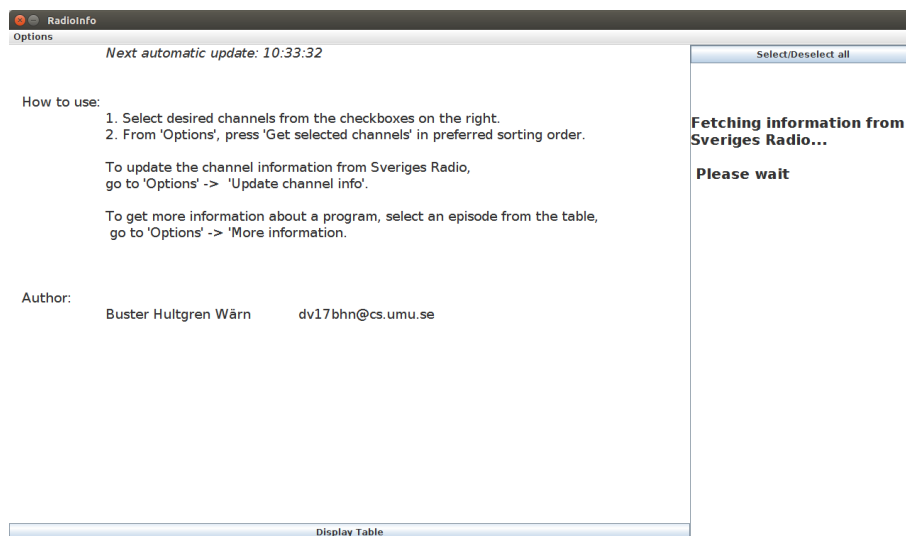 RadioInfo
Options
Next automatic update: 10:33:32
Select/Deselect all
How to use:
1. Select desired channels from the checkboxes on the right.
2. From 'Options', press 'Get selected channels' in preferred sorting order.
To update the channel information from Sveriges Radio,
go to 'Options' -> 'Update channel info'.
To get more information about a program, select an episode from the table,
go to 'Options' -> 'More information.
Author:
Buster Hultgren Wärn dv17bhn@cs.umu.se
Fetching information from
Sveriges Radio...
Please wait
Display Table